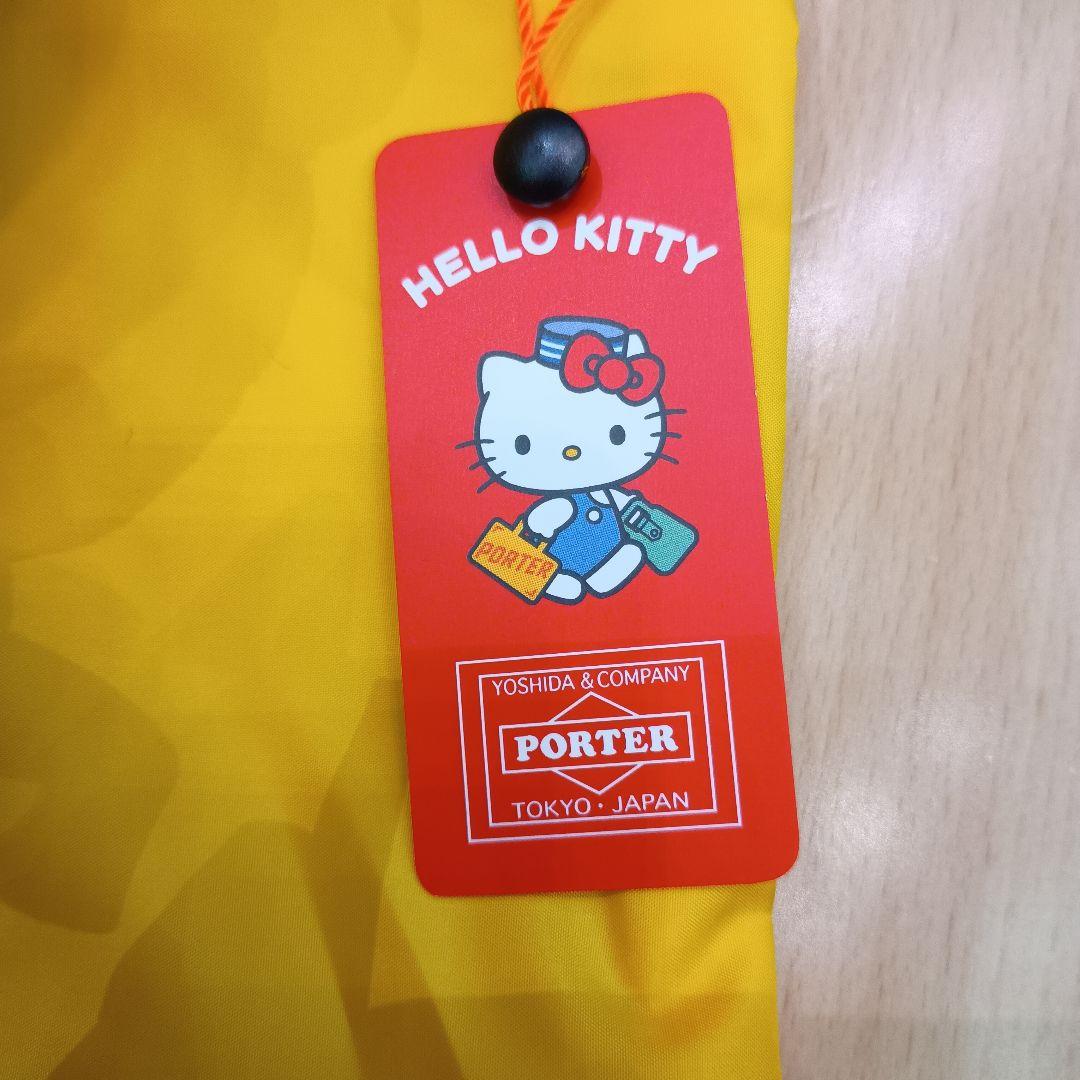 HELLO KITTY
PORTER
YOSHIDA & COMPANY
PORTER
TOKYO · JAPAN